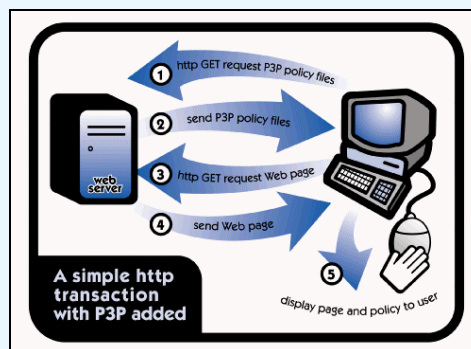 1 http GET request P3P policy files
2 send P3P policy files
web
server
3 http GET request Web page
4 send Web page
5
display page and policy to user
A simple http
transaction
with P3P added